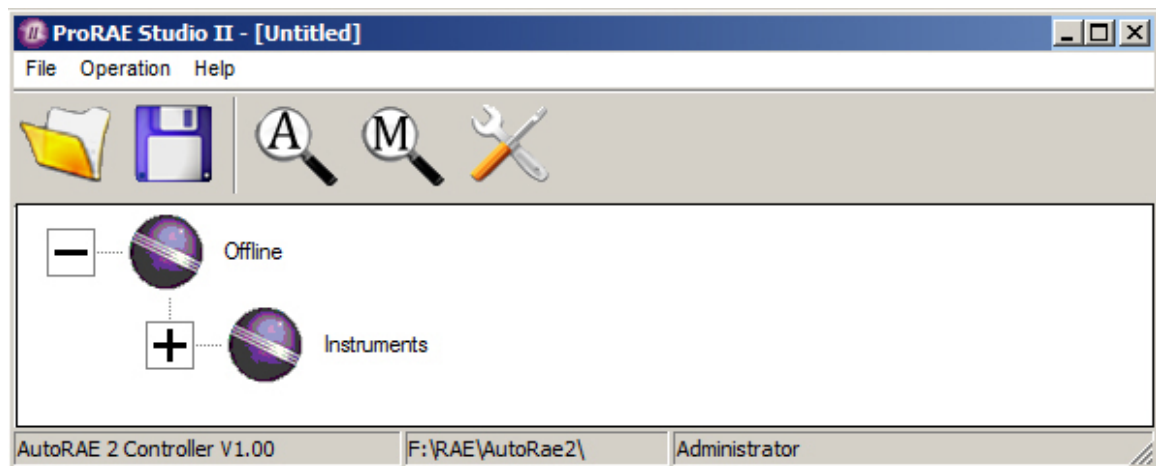 ProRAE Studio II - [Untitled]
File Operation Help
A M
Offline
Instruments
AutoRAE 2 Controller V1.00 F:\RAE\AutoRae2\ Administrator